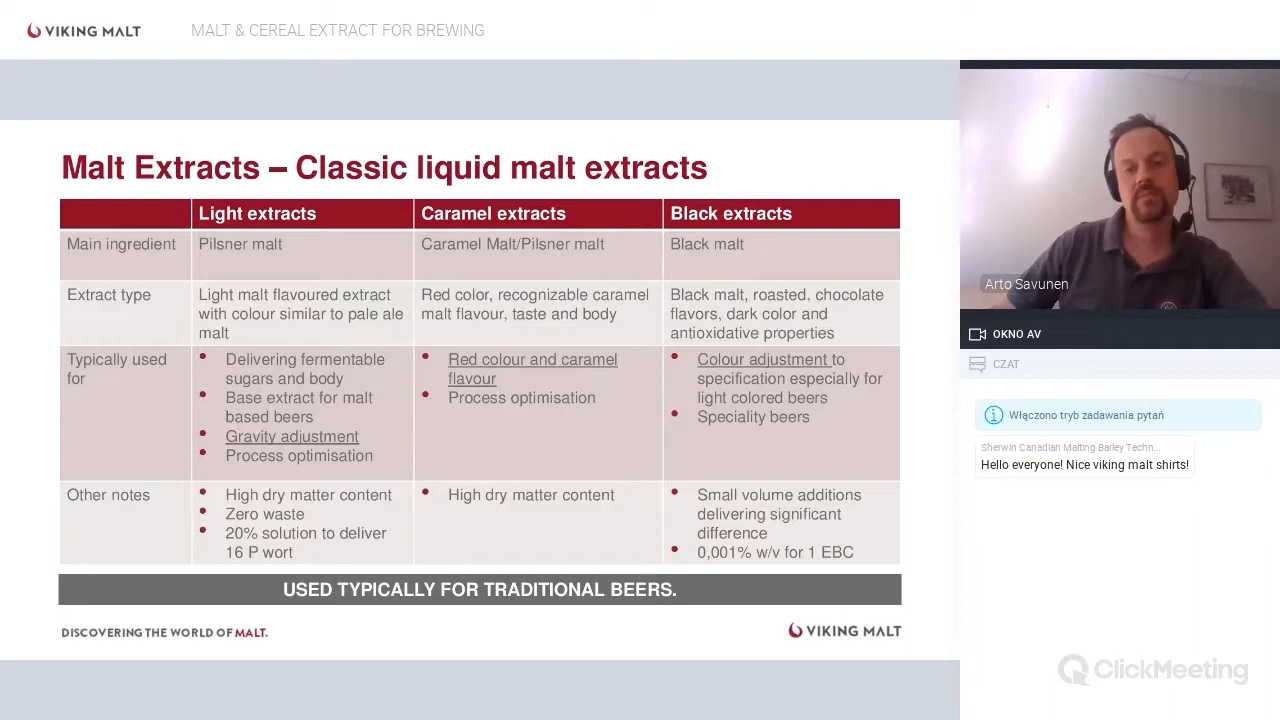 VIKING MALT
MALT & CEREAL EXTRACT FOR BREWING
Malt Extracts – Classic liquid malt extracts
Light extracts
Caramel extracts
Black extracts
Main ingredient
Pilsner malt
Caramel Malt/Pilsner malt
Black malt
Extract type
Light malt flavoured extract
with colour similar to pale ale
malt
Red color, recognizable caramel
malt flavour, taste and body
Black malt, roasted, chocolate
flavors, dark color and
antioxidative properties
Typically used
for
• Delivering fermentable
sugars and body
• Base extract for malt
based beers
• Gravity adjustment
• Process optimisation
• Red colour and caramel
flavour
• Process optimisation
• Colour adjustment to
specification especially for
light colored beers
• Speciality beers
Other notes
• High dry matter content
• Zero waste
• 20% solution to deliver
16 P wort
• High dry matter content
• Small volume additions
delivering significant
difference
• 0,001% w/v for 1 EBC
USED TYPICALLY FOR TRADITIONAL BEERS.
DISCOVERING THE WORLD OF MALT.
VIKING MALT
Arto Savunen
OKNO AV
CZAT
Włączono tryb zadawania pytań
Sherwin Canadian Malting Barley Techn...
Hello everyone! Nice viking malt shirts!
ClickMeeting